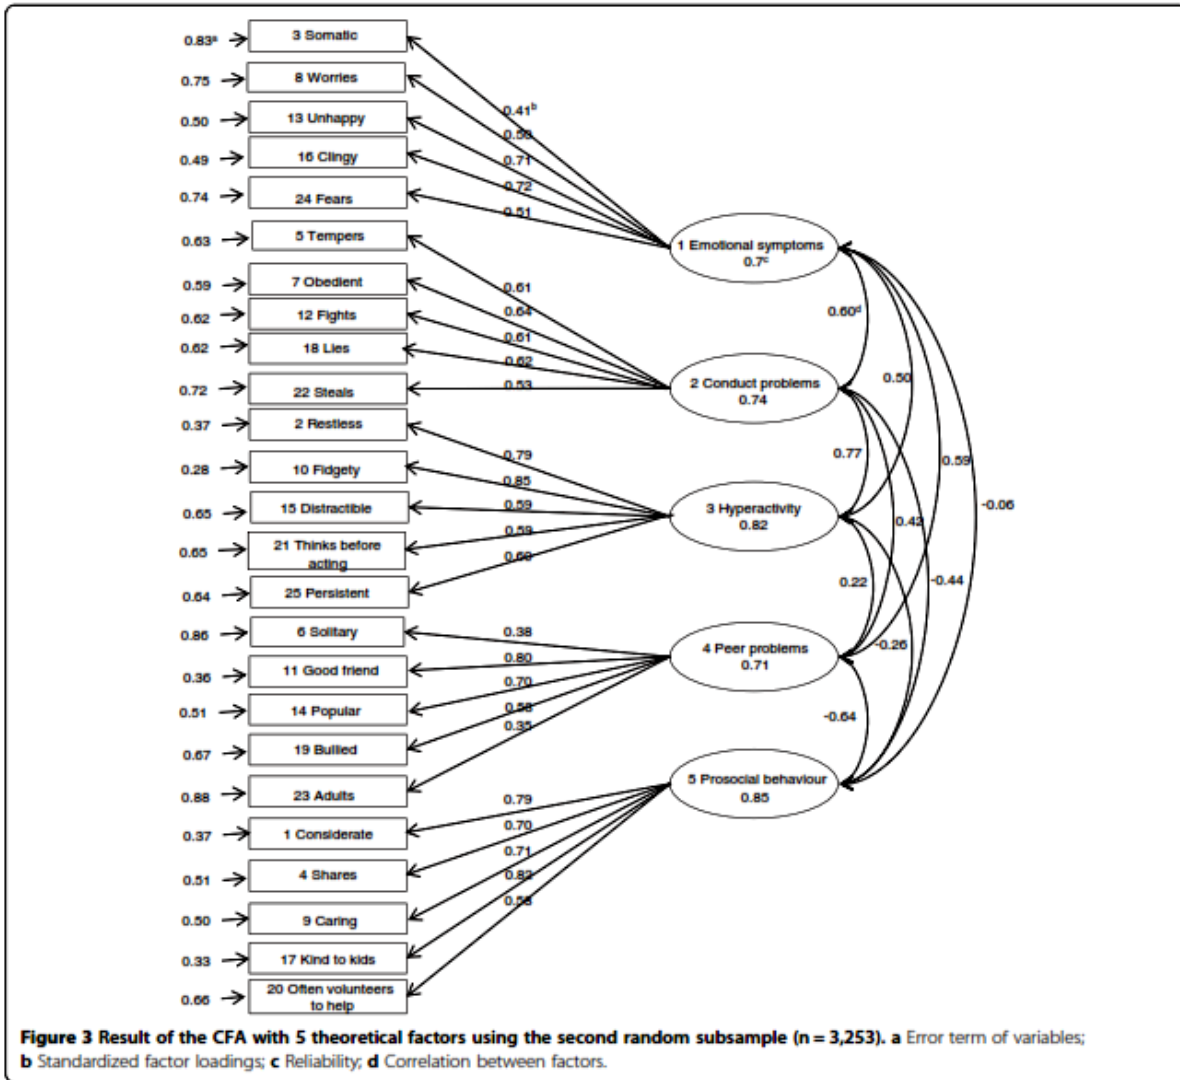 0.83ᵃ 3 Somatic
0.75 8 Worries
0.50 13 Unhappy
0.49 16 Clingy
0.74 24 Fears
0.63 5 Tempers
0.59 7 Obedient
0.62 12 Fights
0.62 18 Lies
0.72 22 Steals
0.37 2 Restless
0.28 10 Fidgety
0.65 15 Distractible
0.65 21 Thinks before
acting
0.64 25 Persistent
0.86 6 Solitary
0.36 11 Good friend
0.51 14 Popular
0.67 19 Bullied
0.88 23 Adults
0.37 1 Considerate
0.51 4 Shares
0.50 9 Caring
0.33 17 Kind to kids
0.66 20 Often volunteers
to help
0.41ᵇ
0.50
0.71
0.72
0.51
0.61
0.64
0.61
0.62
0.53
0.79
0.85
0.59
0.59
0.60
0.38
0.80
0.70
0.58
0.35
0.79
0.70
0.71
0.82
0.58
1 Emotional symptoms
0.7ᶜ
2 Conduct problems
0.74
3 Hyperactivity
0.82
4 Peer problems
0.71
5 Prosocial behaviour
0.85
0.60ᵈ
0.50
0.77
0.59
-0.06
0.42
0.22
-0.44
-0.26
-0.64
Figure 3 Result of the CFA with 5 theoretical factors using the second random subsample (n = 3,253). a Error term of variables;
b Standardized factor loadings; c Reliability; d Correlation between factors.